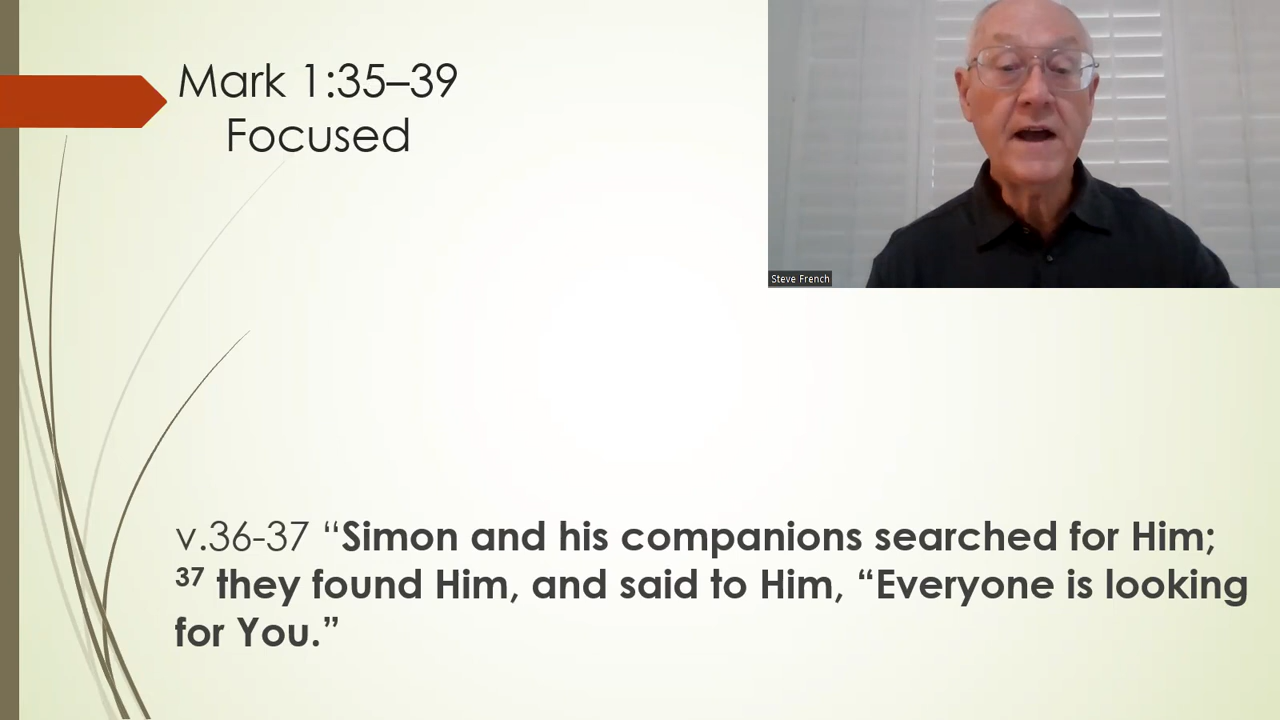 Mark 1:35–39
Focused
Steve French
v.36-37 “Simon and his companions searched for Him;
37 they found Him, and said to Him, “Everyone is looking
for You.”